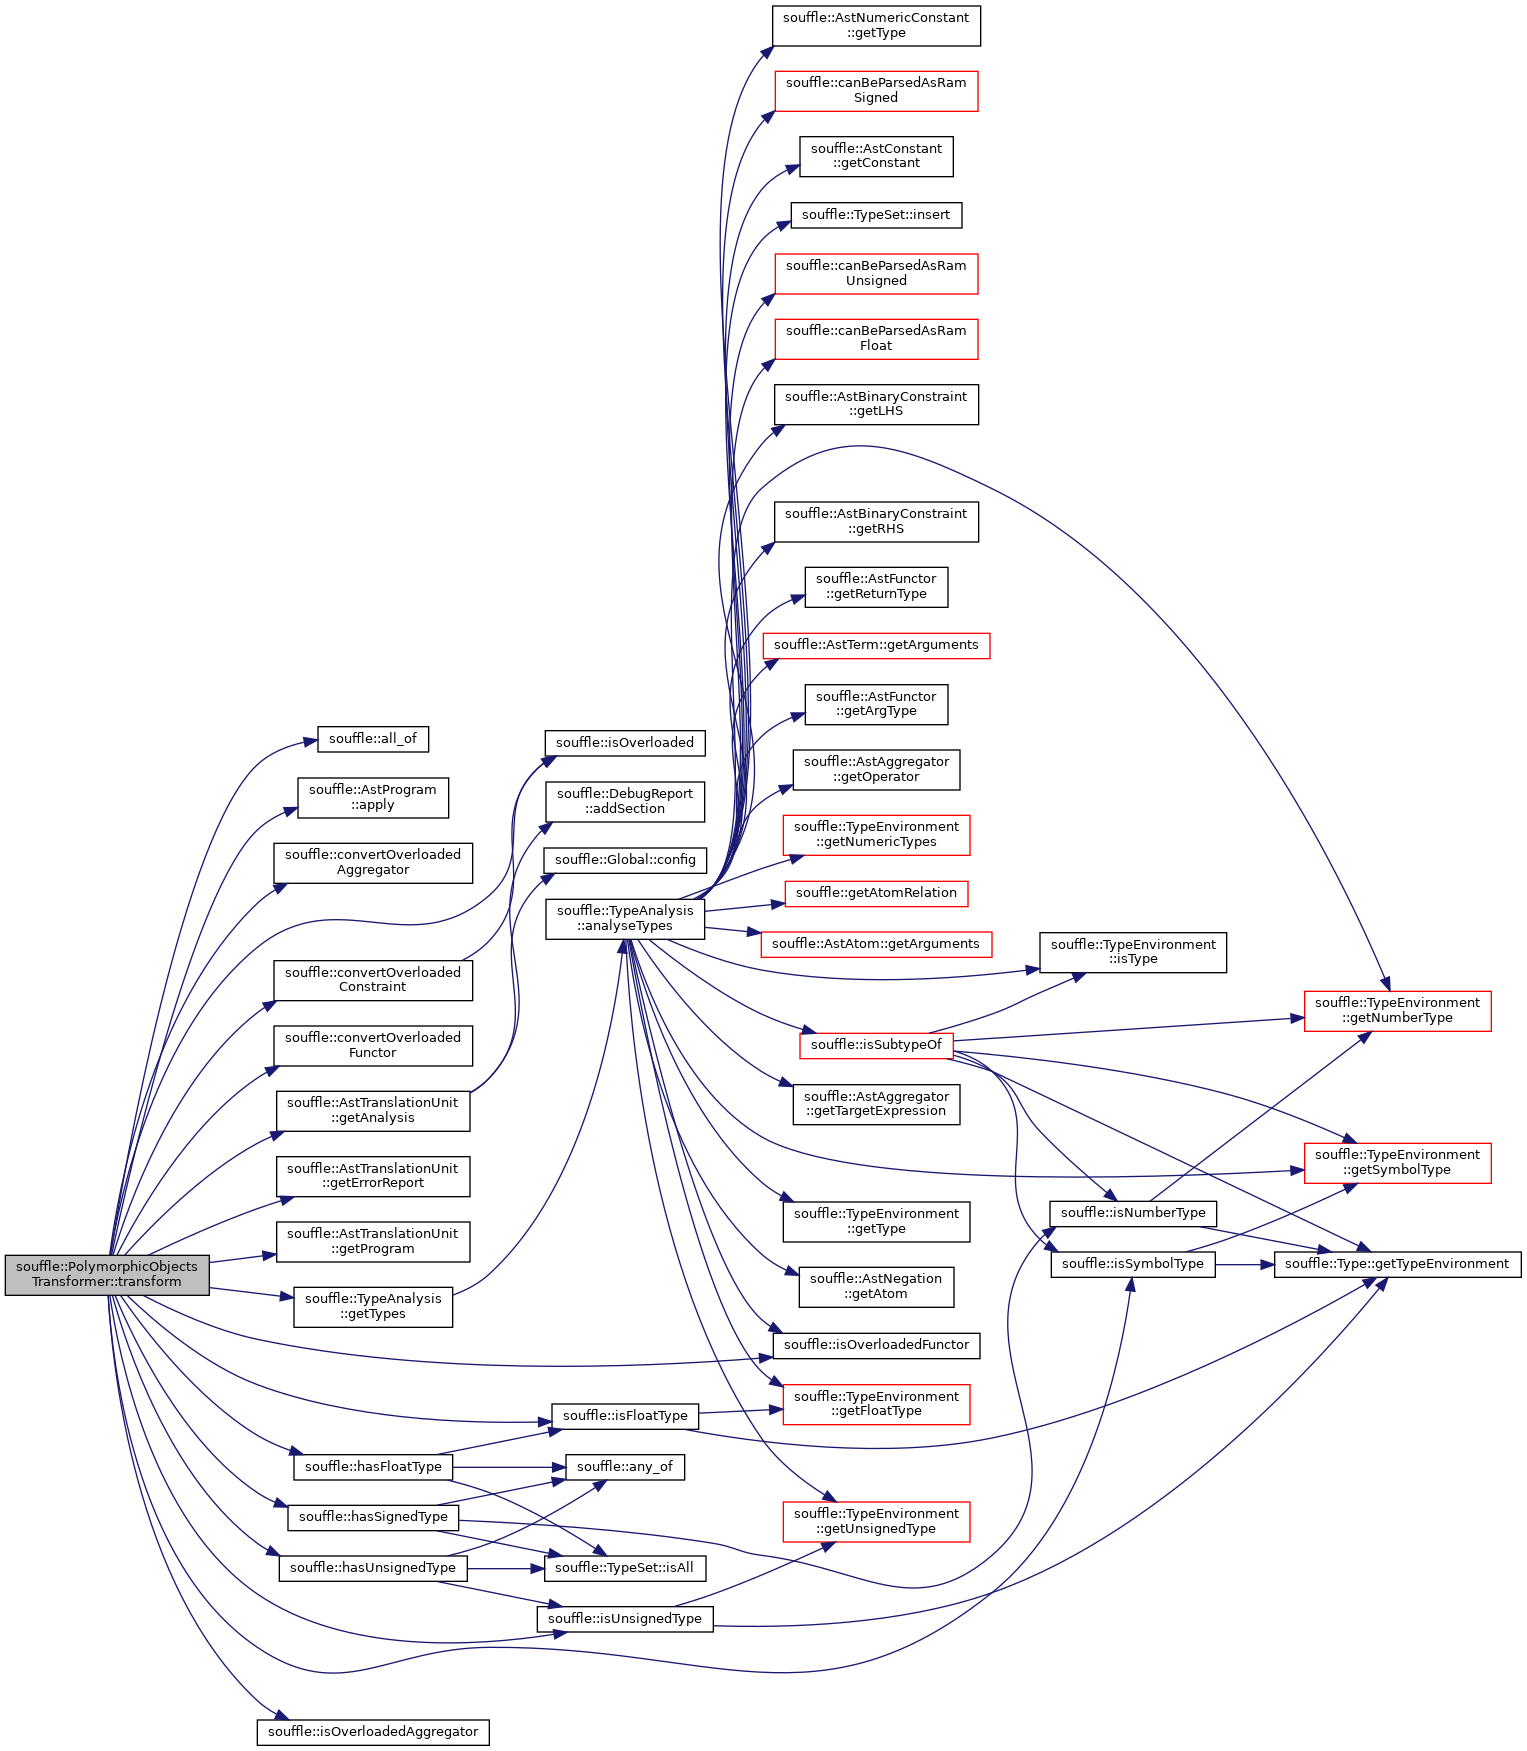 souffle::AstNumericConstant
::getType
souffle::canBeParsedAsRam
Signed
souffle::AstConstant
::getConstant
souffle::TypeSet::insert
souffle::canBeParsedAsRam
Unsigned
souffle::canBeParsedAsRam
Float
souffle::AstBinaryConstraint
::getLHS
souffle::AstBinaryConstraint
::getRHS
souffle::AstFunctor
::getReturnType
souffle::AstTerm::getArguments
souffle::AstFunctor
::getArgType
souffle::all_of
souffle::isOverloaded
souffle::AstAggregator
::getOperator
souffle::AstProgram
::apply
souffle::DebugReport
::addSection
souffle::TypeEnvironment
::getNumericTypes
souffle::convertOverloaded
Aggregator
souffle::Global::config
souffle::getAtomRelation
souffle::TypeAnalysis
::analyseTypes
souffle::AstAtom::getArguments
souffle::TypeEnvironment
::isType
souffle::convertOverloaded
Constraint
souffle::TypeEnvironment
::getNumberType
souffle::convertOverloaded
Functor
souffle::isSubtypeOf
souffle::AstTranslationUnit
::getAnalysis
souffle::AstAggregator
::getTargetExpression
souffle::AstTranslationUnit
::getErrorReport
souffle::TypeEnvironment
::getSymbolType
souffle::AstTranslationUnit
::getProgram
souffle::TypeEnvironment
::getType
souffle::isNumberType
souffle::PolymorphicObjects
Transformer::transform
souffle::isSymbolType
souffle::Type::getTypeEnvironment
souffle::TypeAnalysis
::getTypes
souffle::AstNegation
::getAtom
souffle::isOverloadedFunctor
souffle::isFloatType
souffle::TypeEnvironment
::getFloatType
souffle::hasFloatType
souffle::any_of
souffle::hasSignedType
souffle::TypeEnvironment
::getUnsignedType
souffle::hasUnsignedType
souffle::TypeSet::isAll
souffle::isUnsignedType
souffle::isOverloadedAggregator